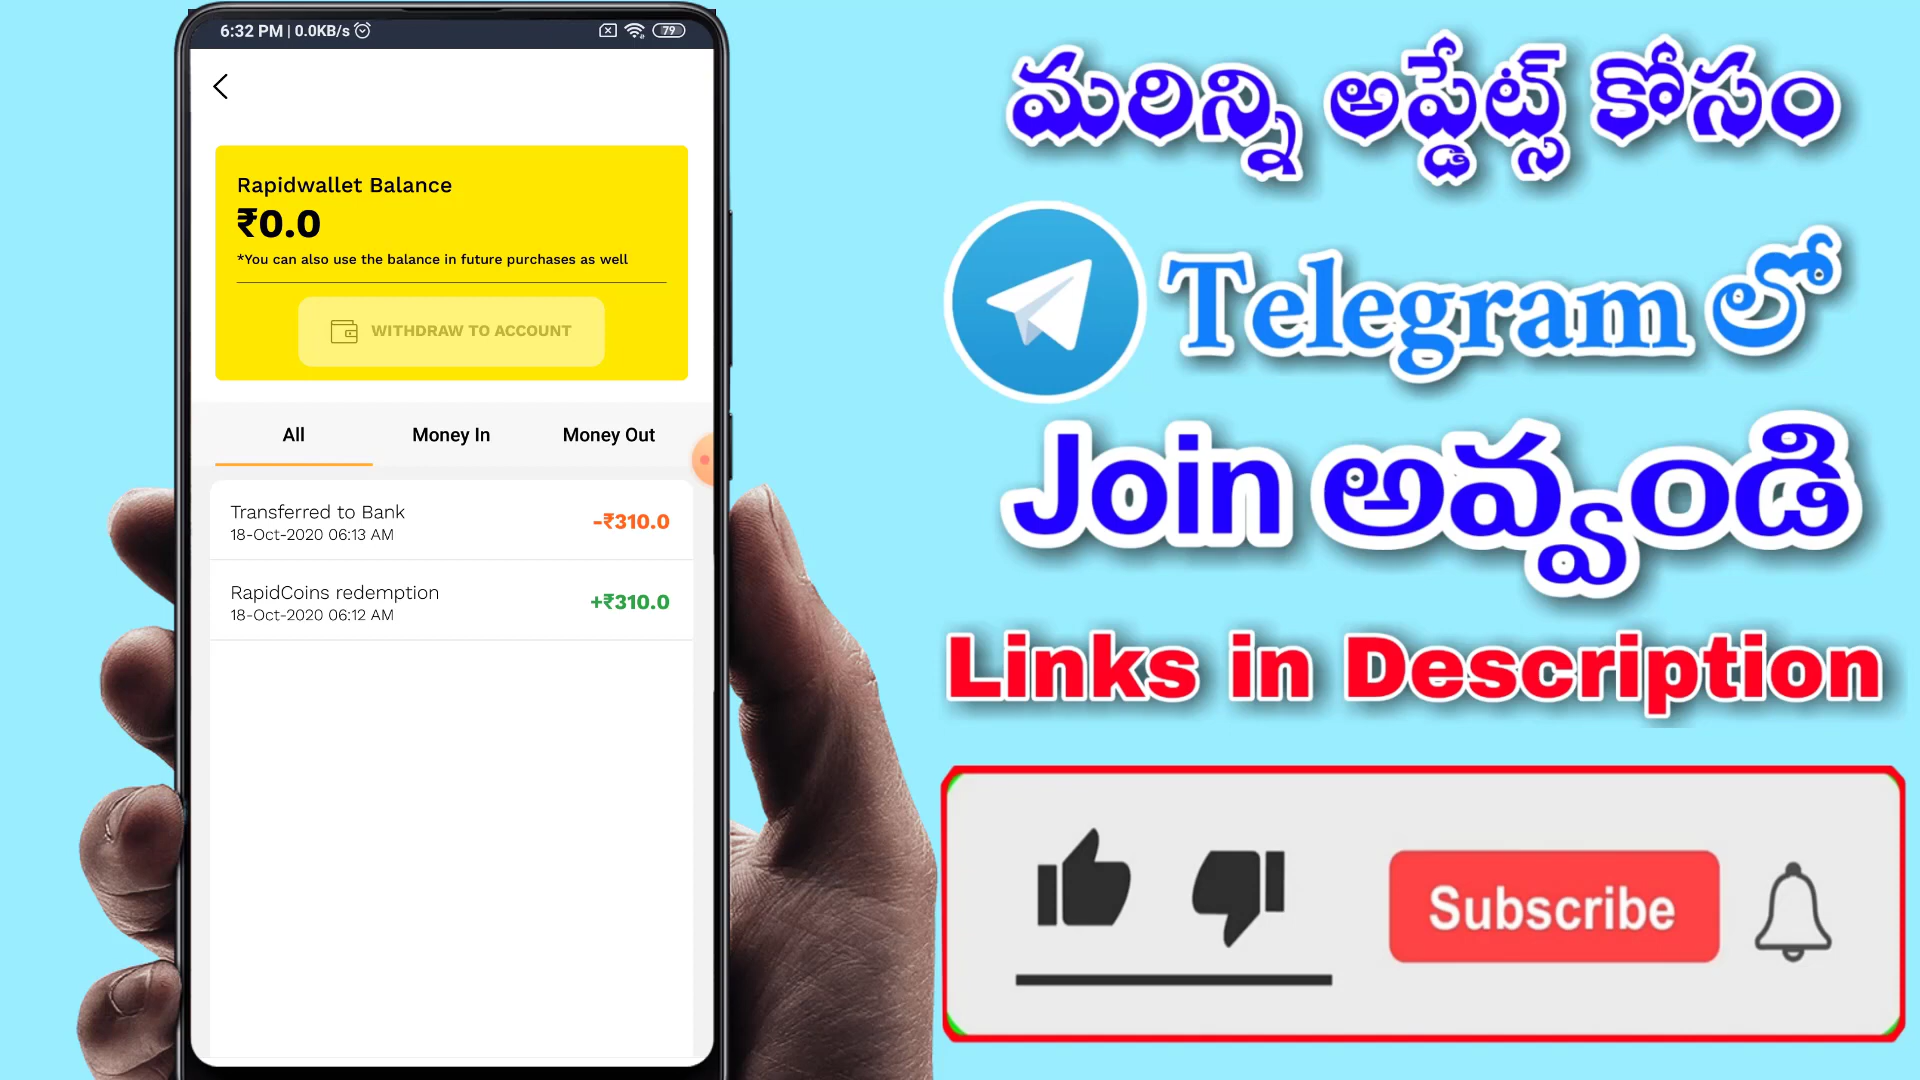 6:32 PM | 0.0KB/s
79
Rapidwallet Balance
₹0.0
*You can also use the balance in future purchases as well
WITHDRAW TO ACCOUNT
All
Money In
Money Out
Transferred to Bank
18-Oct-2020 06:13 AM
-₹310.0
RapidCoins redemption
18-Oct-2020 06:12 AM
+₹310.0
మరిన్ని అప్డేట్స్ కోసం
Telegram లో
Join అవ్వండి
Links in Description
Subscribe